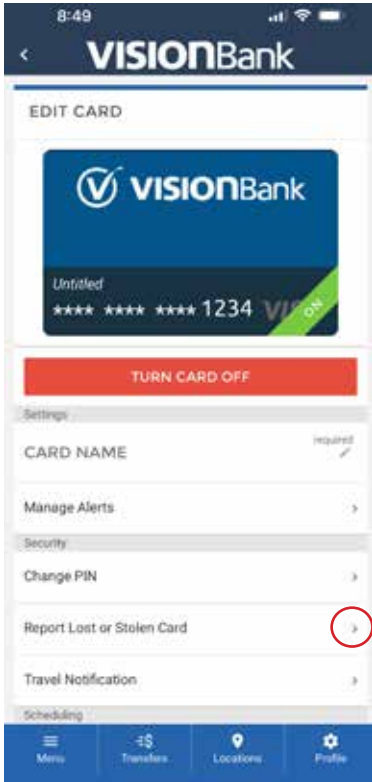 8:49
VISIONBank
EDIT CARD
VISIONBank
Untitled
**** **** **** 1234 VISA
ON
TURN CARD OFF
Settings
CARD NAME
required
Manage Alerts
Security
Change PIN
Report Lost or Stolen Card
Travel Notification
Scheduling
Menu Transfers Locations Profile